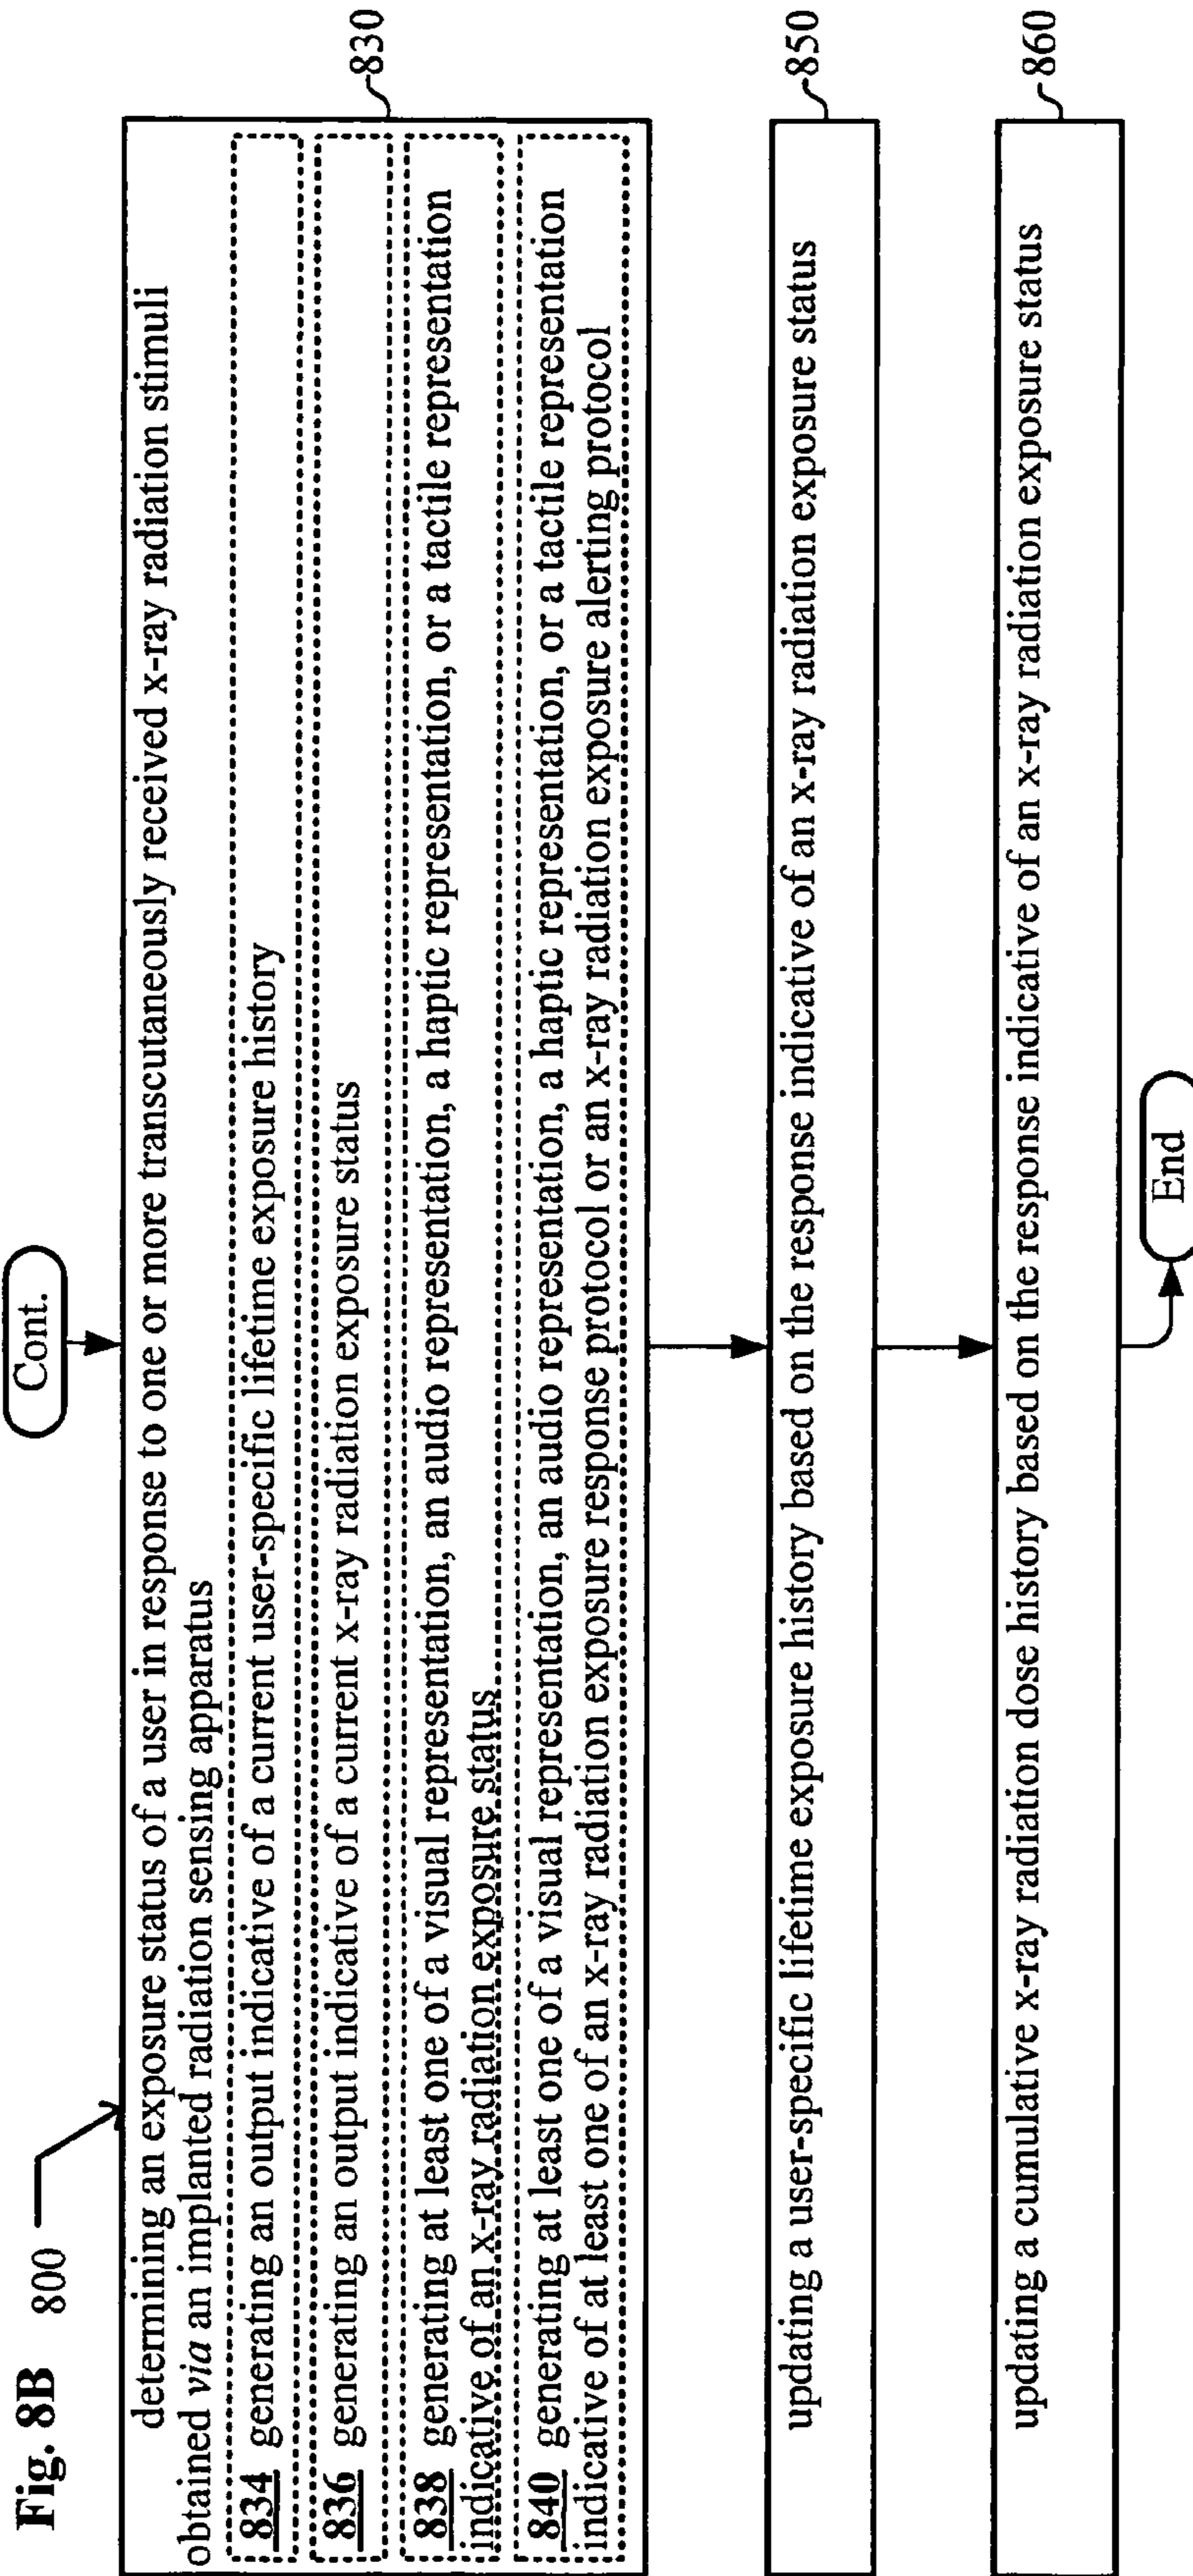 Fig. 8B
800
Cont.
determining an exposure status of a user in response to one or more transcutaneously received x-ray radiation stimuli
obtained via an implanted radiation sensing apparatus
834 generating an output indicative of a current user-specific lifetime exposure history
836 generating an output indicative of a current x-ray radiation exposure status
838 generating at least one of a visual representation, an audio representation, a haptic representation, or a tactile representation
indicative of an x-ray radiation exposure status
840 generating at least one of a visual representation, an audio representation, a haptic representation, or a tactile representation
indicative of at least one of an x-ray radiation exposure response protocol or an x-ray radiation exposure alerting protocol
830
updating a user-specific lifetime exposure history based on the response indicative of an x-ray radiation exposure status
850
updating a cumulative x-ray radiation dose history based on the response indicative of an x-ray radiation exposure status
860
End